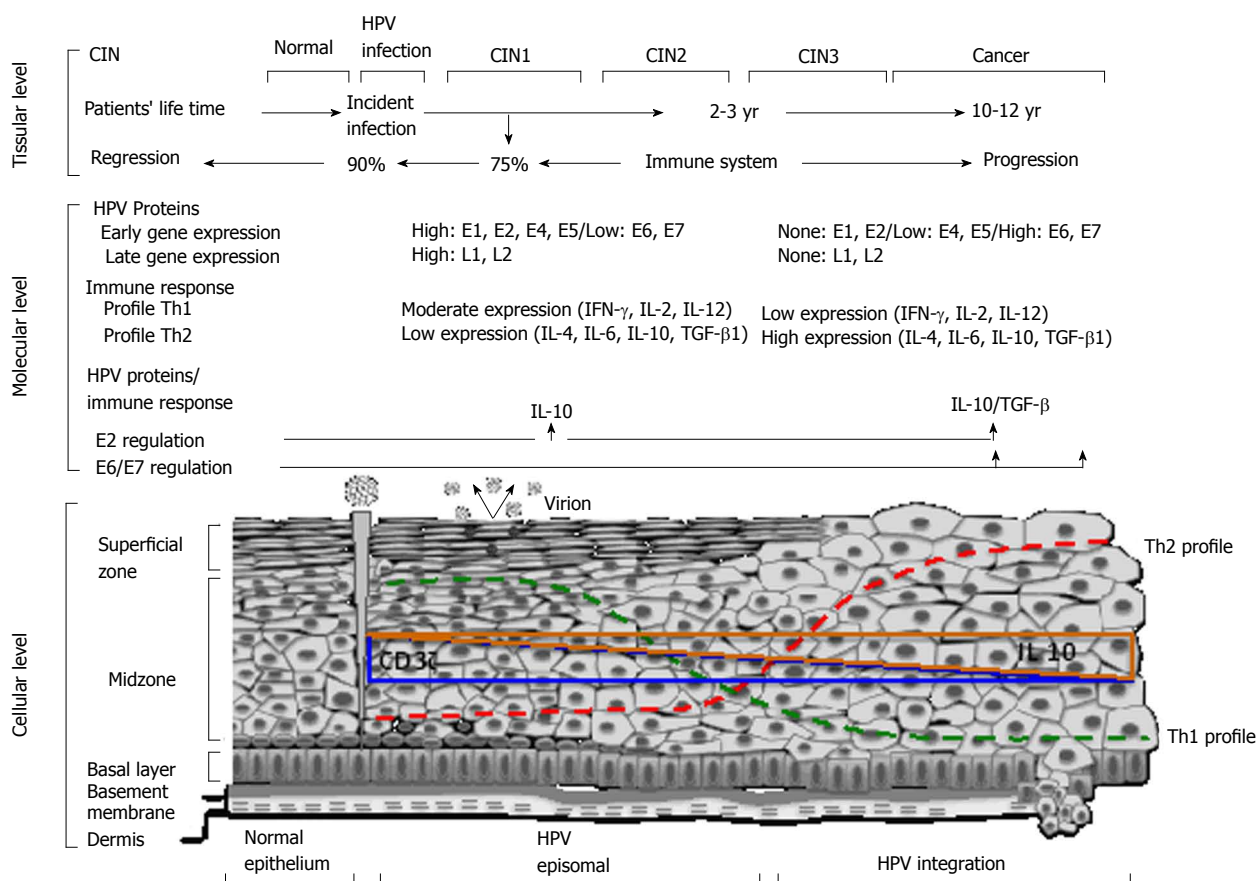 HPV
Normal infection CIN1 CIN2 CIN3 Cancer
CIN
Patients' life time Incident infection 2-3 yr 10-12 yr
Regression 90% 75% Immune system Progression
Tissular level
HPV Proteins
Early gene expression High: E1, E2, E4, E5/Low: E6, E7 None: E1, E2/Low: E4, E5/High: E6, E7
Late gene expression High: L1, L2 None: L1, L2
Immune response
Profile Th1 Moderate expression (IFN-γ, IL-2, IL-12) Low expression (IFN-γ, IL-2, IL-12)
Profile Th2 Low expression (IL-4, IL-6, IL-10, TGF-β1) High expression (IL-4, IL-6, IL-10, TGF-β1)
HPV proteins/
immune response
IL-10 IL-10/TGF-β
E2 regulation
E6/E7 regulation
Molecular level
Virion
Superficial
zone
Th2 profile
CD3ζ IL 10
Midzone
Th1 profile
Basal layer
Basement
membrane
Dermis
Cellular level
Normal
epithelium
HPV
episomal
HPV integration